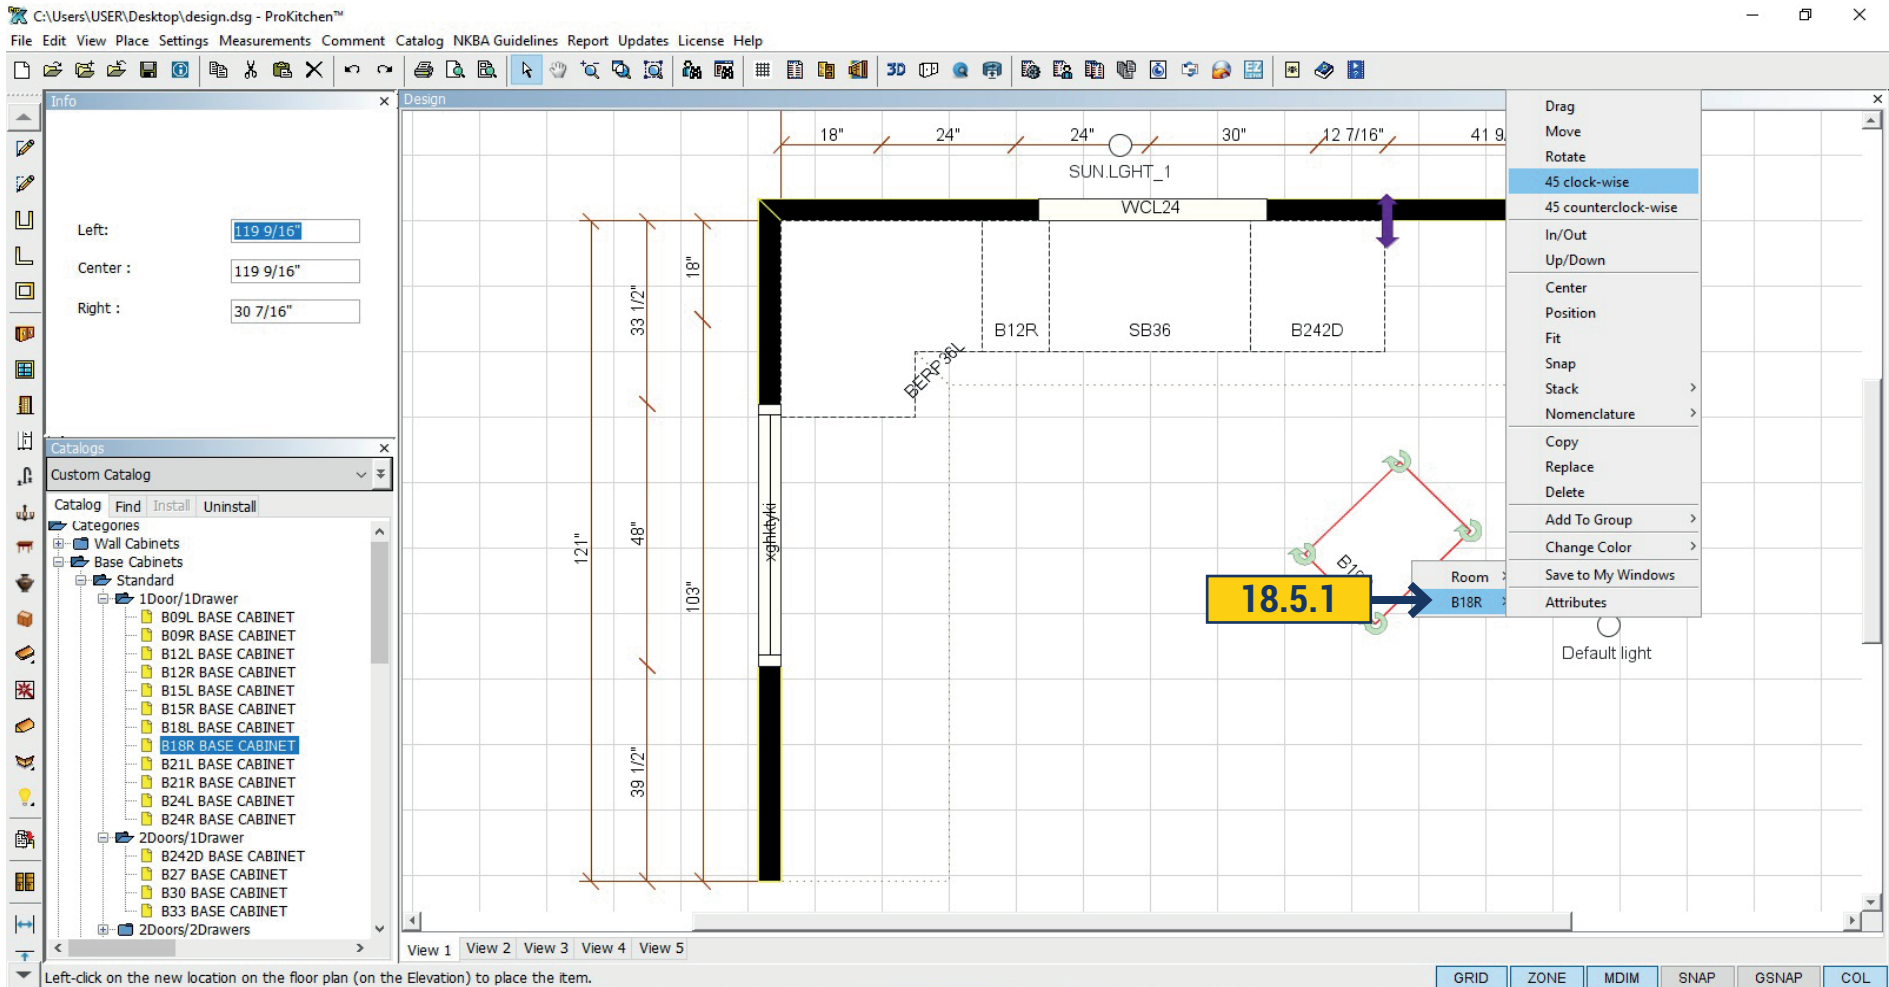 C:\Users\USER\Desktop\design.dsg - ProKitchen™
File Edit View Place Settings Measurements Comment Catalog NKBA Guidelines Report Updates License Help
3D
EZ
Info
Left: 119 9/16"
Center : 119 9/16"
Right : 30 7/16"
Catalogs
Custom Catalog
Catalog Find Install Uninstall
Categories
Wall Cabinets
Base Cabinets
Standard
1Door/1Drawer
B09L BASE CABINET
B09R BASE CABINET
B12L BASE CABINET
B12R BASE CABINET
B15L BASE CABINET
B15R BASE CABINET
B18L BASE CABINET
B18R BASE CABINET
B21L BASE CABINET
B21R BASE CABINET
B24L BASE CABINET
B24R BASE CABINET
2Doors/1Drawer
B242D BASE CABINET
B27 BASE CABINET
B30 BASE CABINET
B33 BASE CABINET
2Doors/2Drawers
Design
18" 24" 24" 30" 12 7/16" 41 9
SUN.LGHT_1
WCL24
18"
33 1/2"
B12R SB36 B242D
BERP36L
121"
48"
xghktyki
103"
39 1/2"
18.5.1
Room
B18R
Default light
Drag
Move
Rotate
45 clock-wise
45 counterclock-wise
In/Out
Up/Down
Center
Position
Fit
Snap
Stack
Nomenclature
Copy
Replace
Delete
Add To Group
Change Color
Save to My Windows
Attributes
View 1 View 2 View 3 View 4 View 5
Left-click on the new location on the floor plan (on the Elevation) to place the item.
GRID ZONE MDIM SNAP GSNAP COL